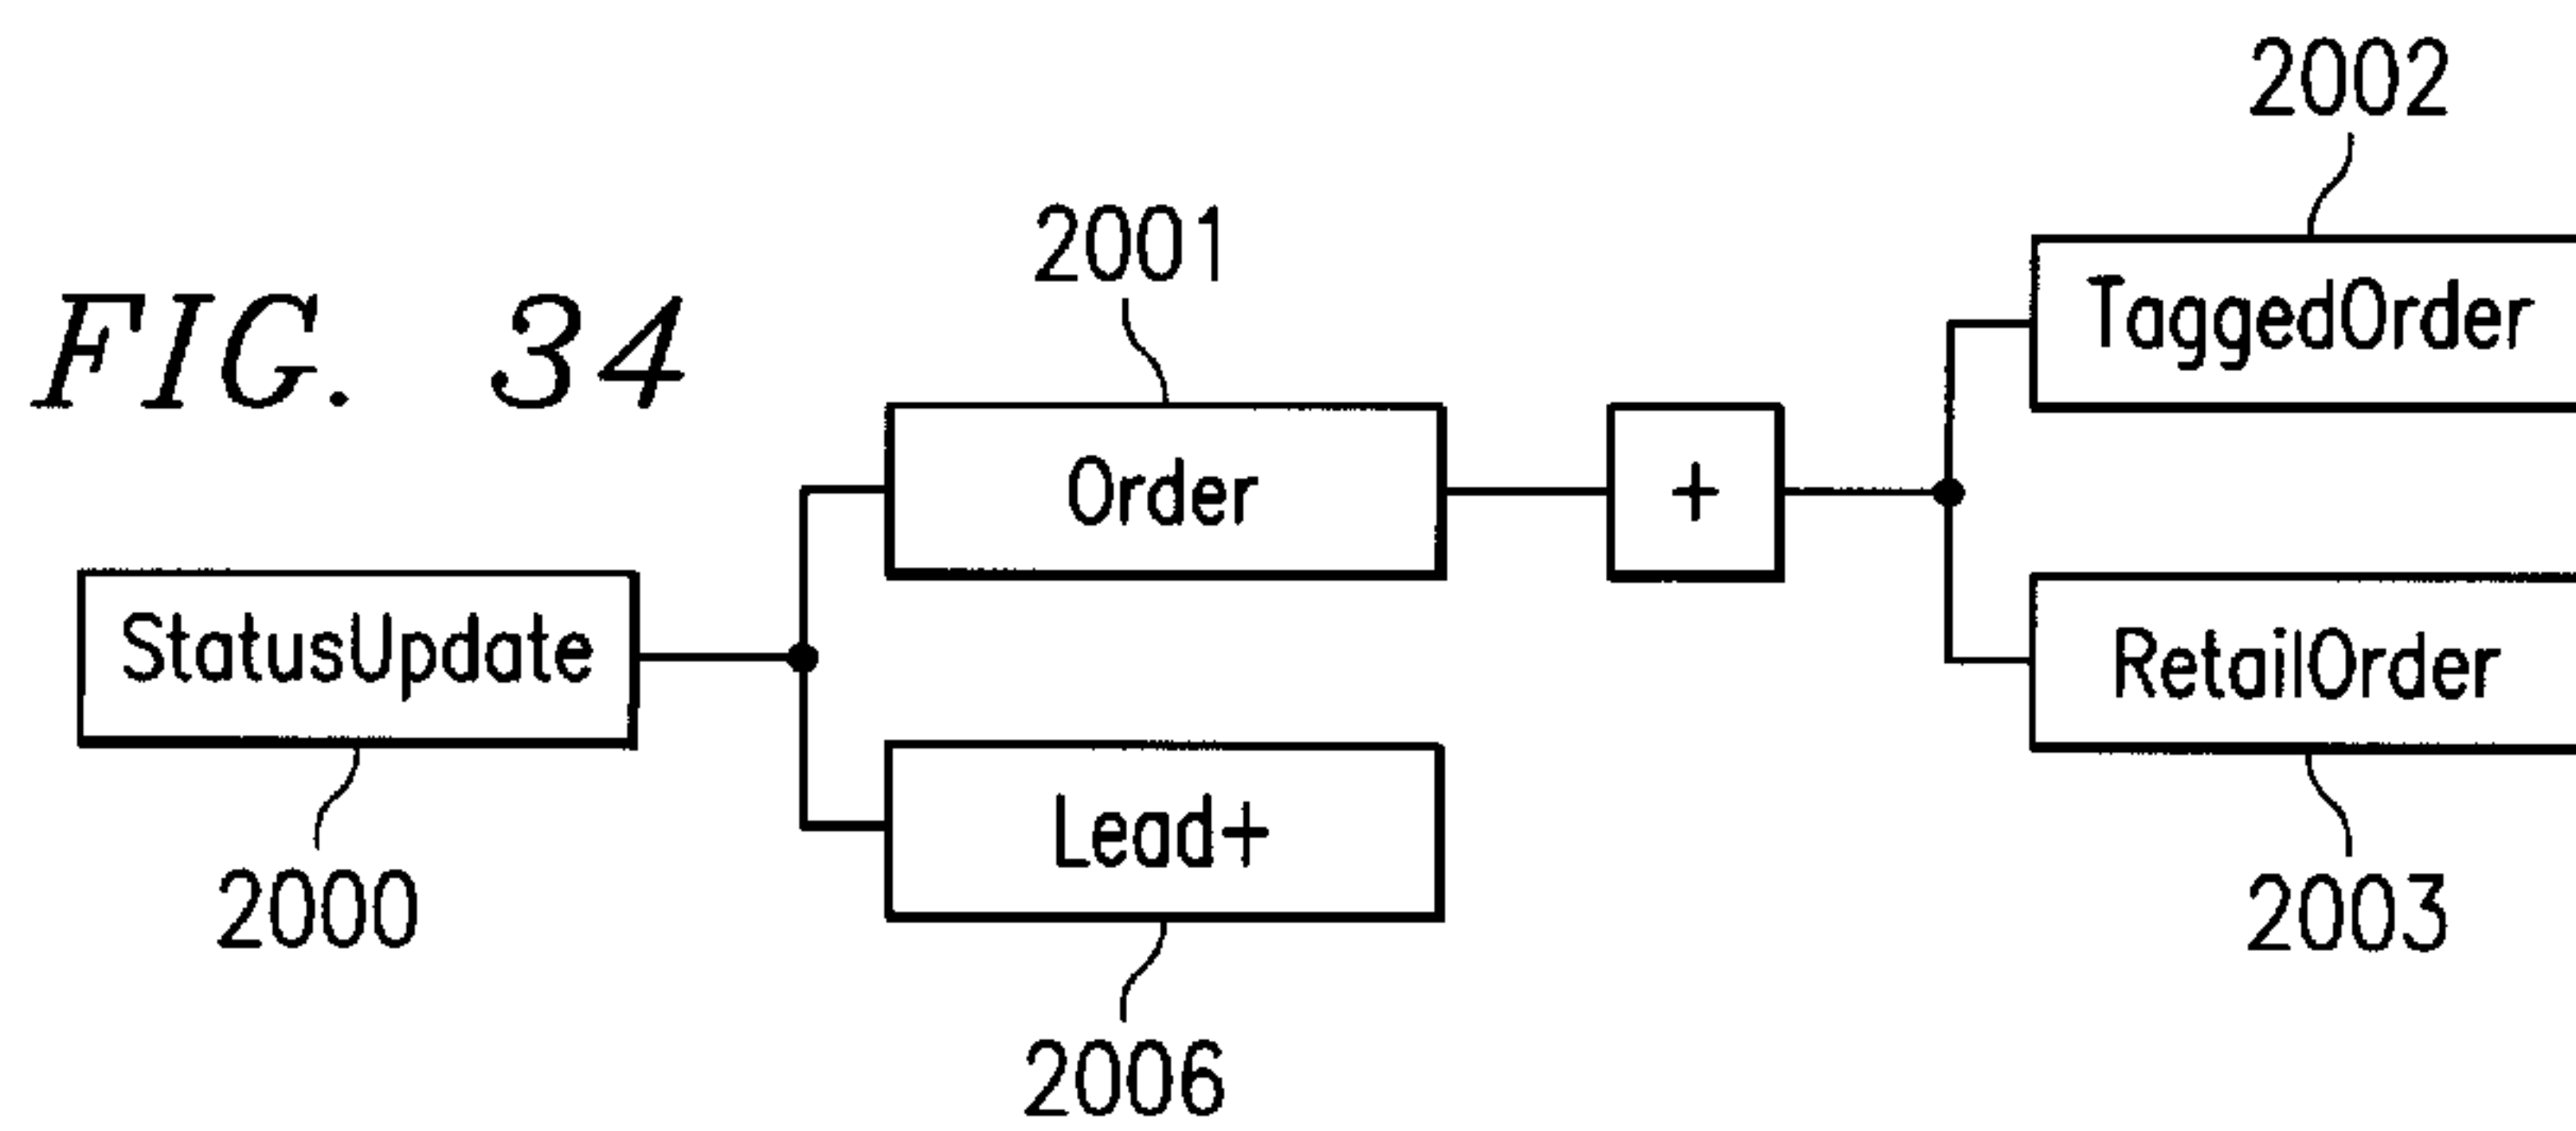 FIG. 34
2002
2001
TaggedOrder
Order
+
StatusUpdate
RetailOrder
Lead+
2000
2003
2006